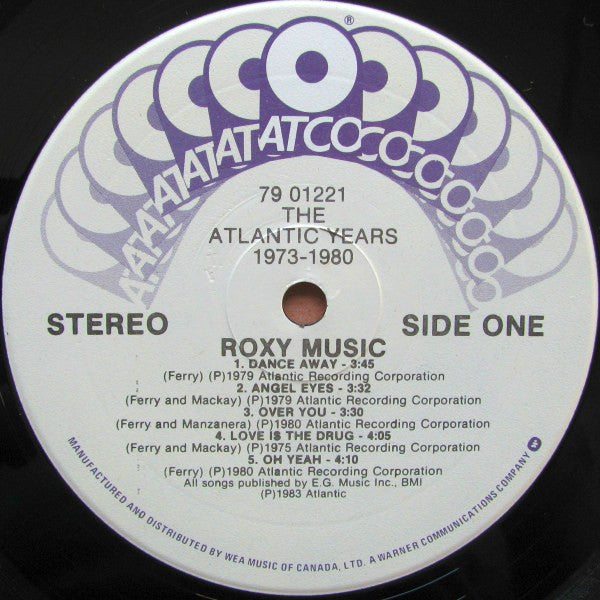 ®
ATATATATATATCOCOCOCOCOCO
79 01221
THE
ATLANTIC YEARS
1973-1980
STEREO
SIDE ONE
ROXY MUSIC
1. DANCE AWAY - 3:45
(Ferry) (P)1979 Atlantic Recording Corporation
2. ANGEL EYES - 3:32
(Ferry and Mackay) (P)1979 Atlantic Recording Corporation
3. OVER YOU - 3:30
(Ferry and Manzanera) (P)1980 Atlantic Recording Corporation
4. LOVE IS THE DRUG - 4:05
(Ferry and Mackay) (P)1975 Atlantic Recording Corporation
5. OH YEAH - 4:10
(Ferry) (P)1980 Atlantic Recording Corporation
All songs published by E.G. Music Inc., BMI
(P)1983 Atlantic
MANUFACTURED AND DISTRIBUTED BY WEA MUSIC OF CANADA, LTD. A WARNER COMMUNICATIONS COMPANY